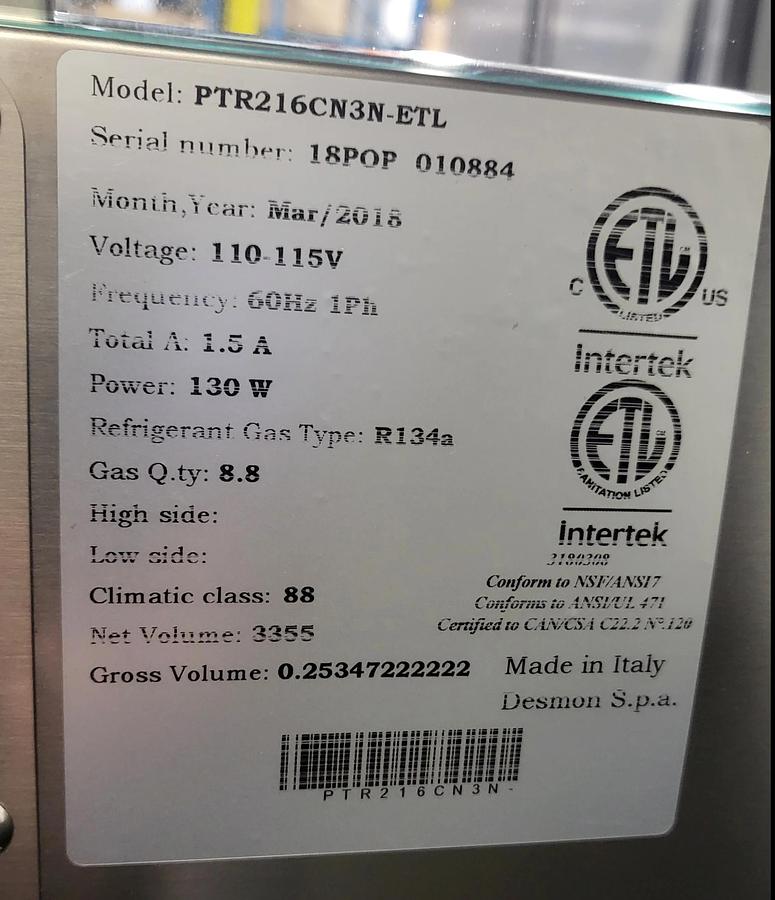 Model: PTR216CN3N-ETL
Serial number: 18POP 010884
Month,Year: Mar/2018
Voltage: 110-115V
Frequency: 60Hz 1Ph
Total A: 1.5 A
Power: 130 W
Refrigerant Gas Type: R134a
Gas Q.ty: 8.8
High side:
Low side:
Climatic class: 88
Net Volume: 3355
Gross Volume: 0.25347222222
ETL
C US
LISTED
Intertek
ETL
SANITATION LISTED
Intertek
3180308
Conform to NSF/ANSI 7
Conforms to ANSI/UL 471
Certified to CAN/CSA C22.2 N°.120
Made in Italy
Desmon S.p.a.
PTR216CN3N-